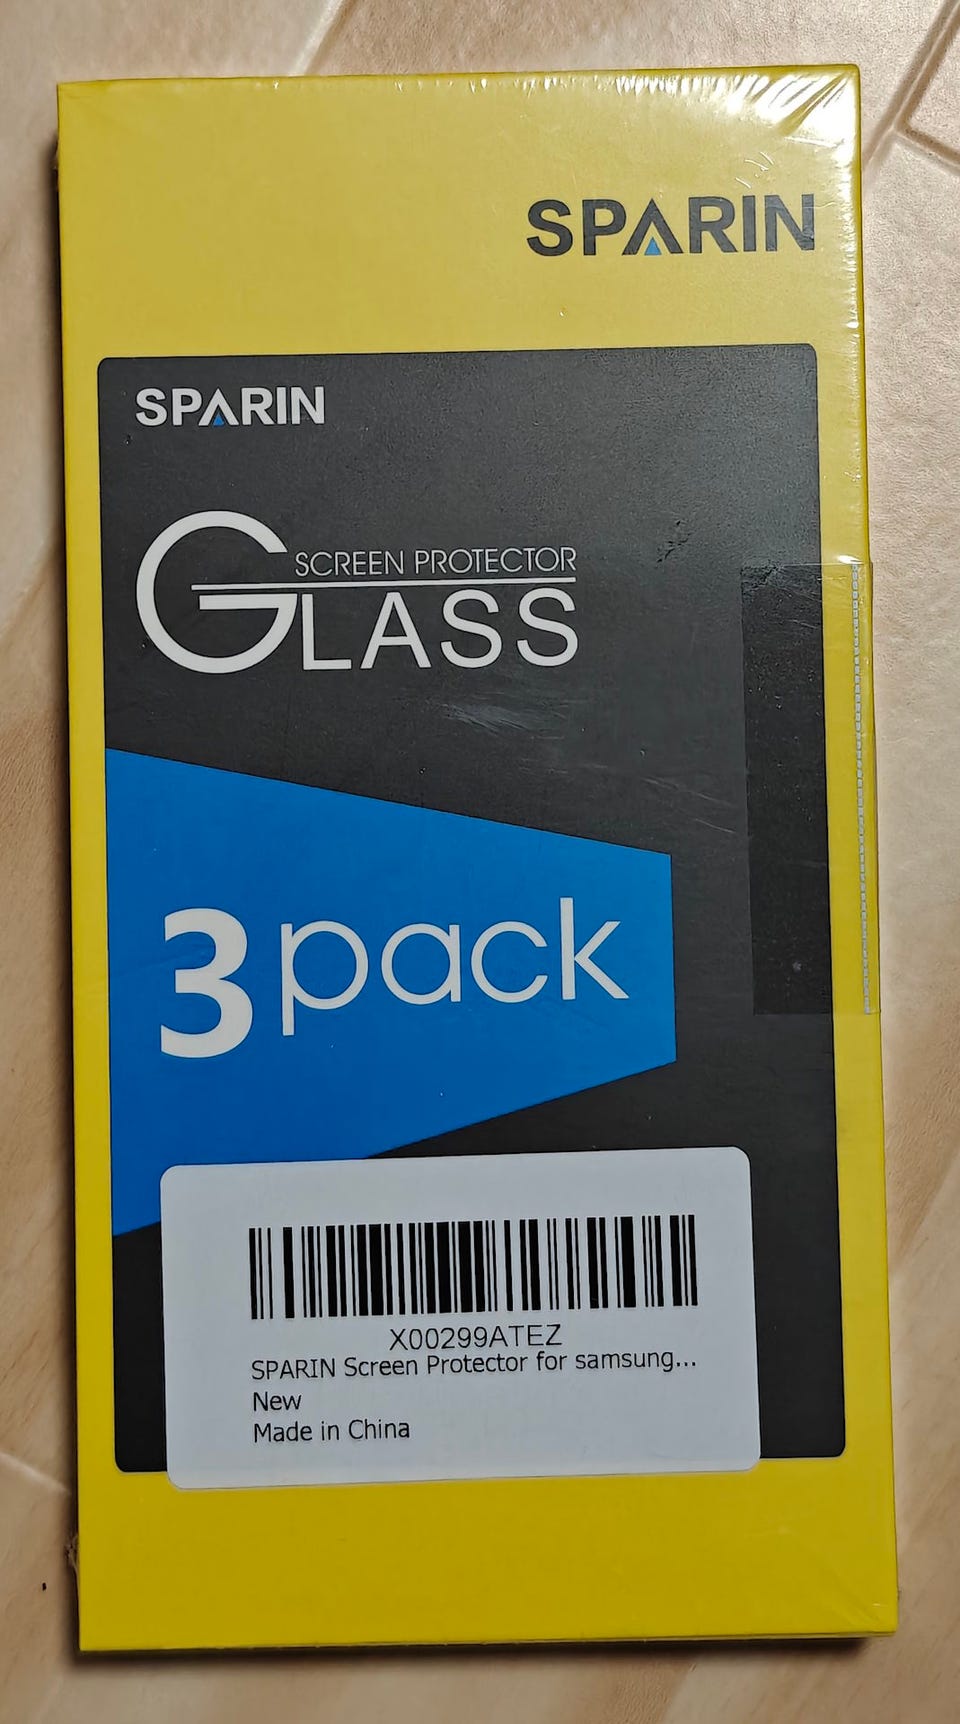 SPARIN
SPARIN
SCREEN PROTECTOR
GLASS
3 pack
X00299ATEZ
SPARIN Screen Protector for samsung...
New
Made in China